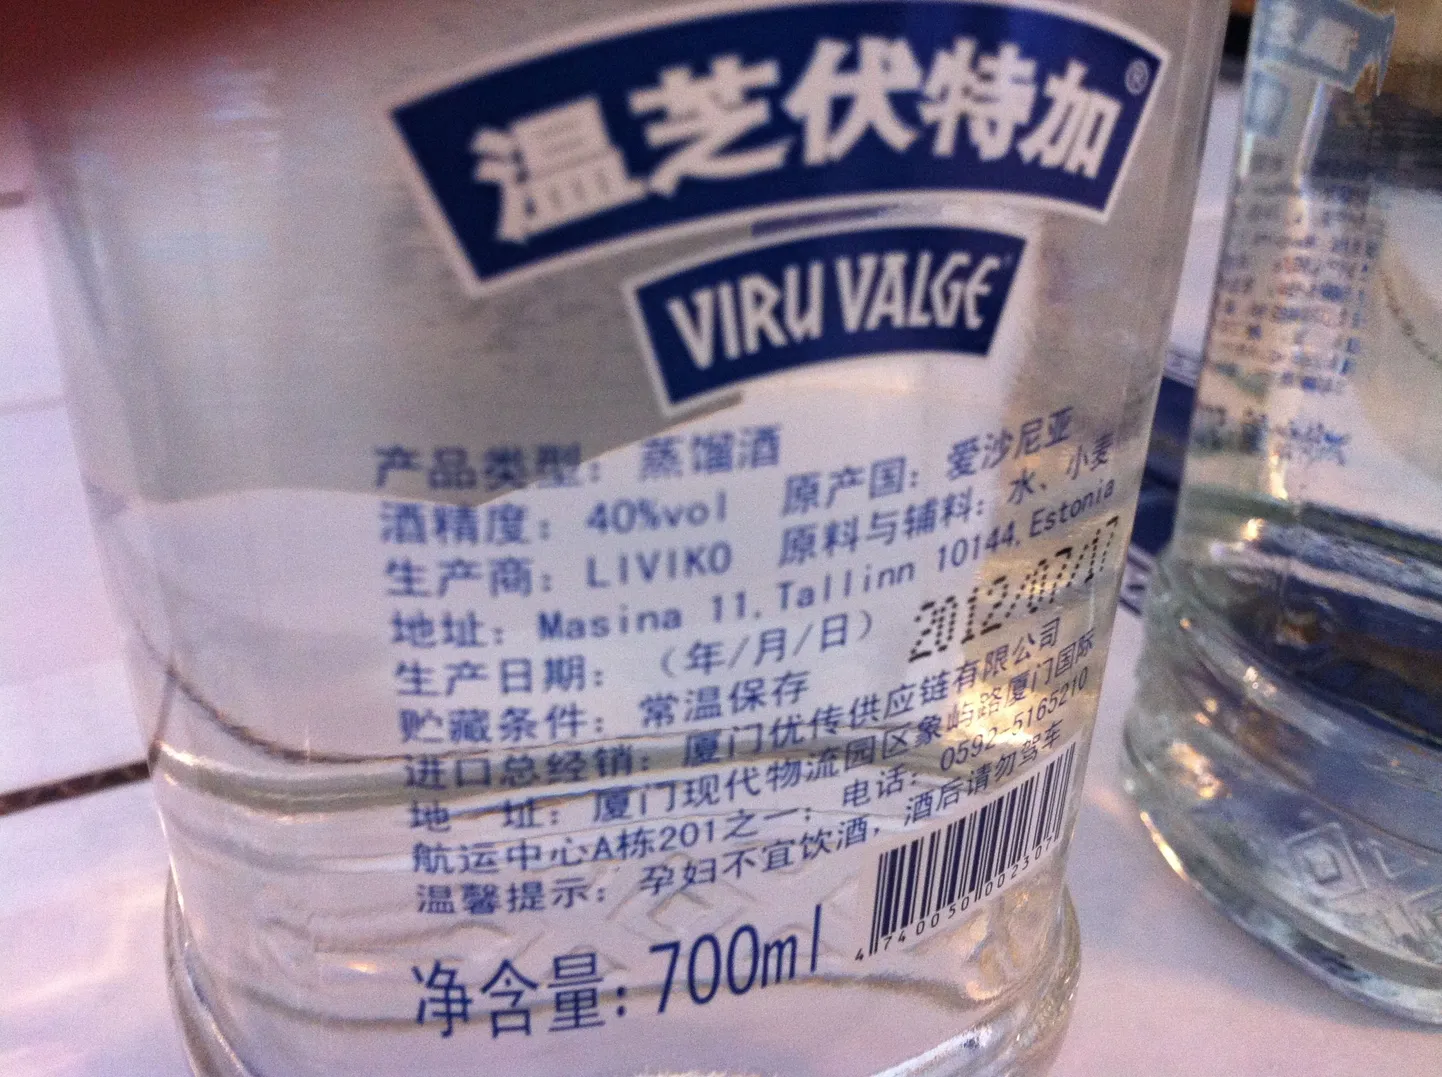 温芝伏特加®
VIRU VALGE
产品类型：蒸馏酒 原产国：爱沙尼亚
酒精度：40%vol 原料与辅料：水、小麦
生产商：LIVIKO
地址：Masina 11, Tallinn 10144, Estonia
生产日期：（年/月/日） 2012/07/17
贮藏条件：常温保存
进口总经销：厦门优传供应链有限公司
地 址：厦门现代物流园区象屿路厦门国际
航运中心A栋201之一；电话：0592-5165210
温馨提示：孕妇不宜饮酒，酒后请勿驾车
净含量：700ml